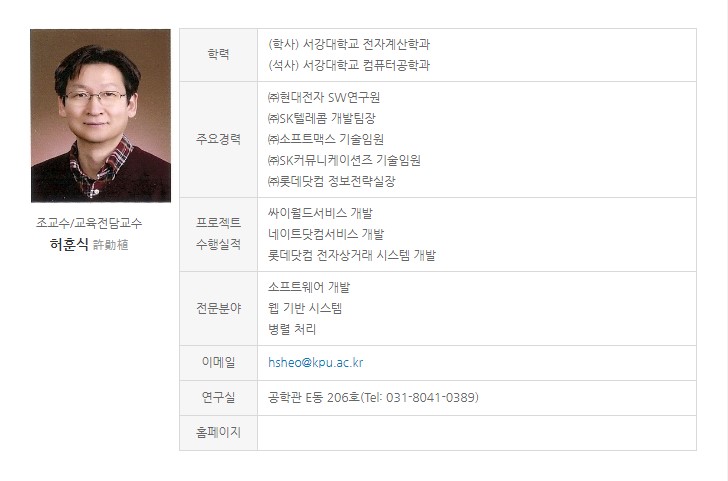 조교수/교육전담교수
허훈식 許勛植
학력
(학사) 서강대학교 전자계산학과
(석사) 서강대학교 컴퓨터공학과
주요경력
㈜현대전자 SW연구원
㈜SK텔레콤 개발팀장
㈜소프트맥스 기술임원
㈜SK커뮤니케이션즈 기술임원
㈜롯데닷컴 정보전략실장
프로젝트
수행실적
싸이월드서비스 개발
네이트닷컴서비스 개발
롯데닷컴 전자상거래 시스템 개발
전문분야
소프트웨어 개발
웹 기반 시스템
병렬 처리
이메일
hsheo@kpu.ac.kr
연구실
공학관 E동 206호(Tel: 031-8041-0389)
홈페이지